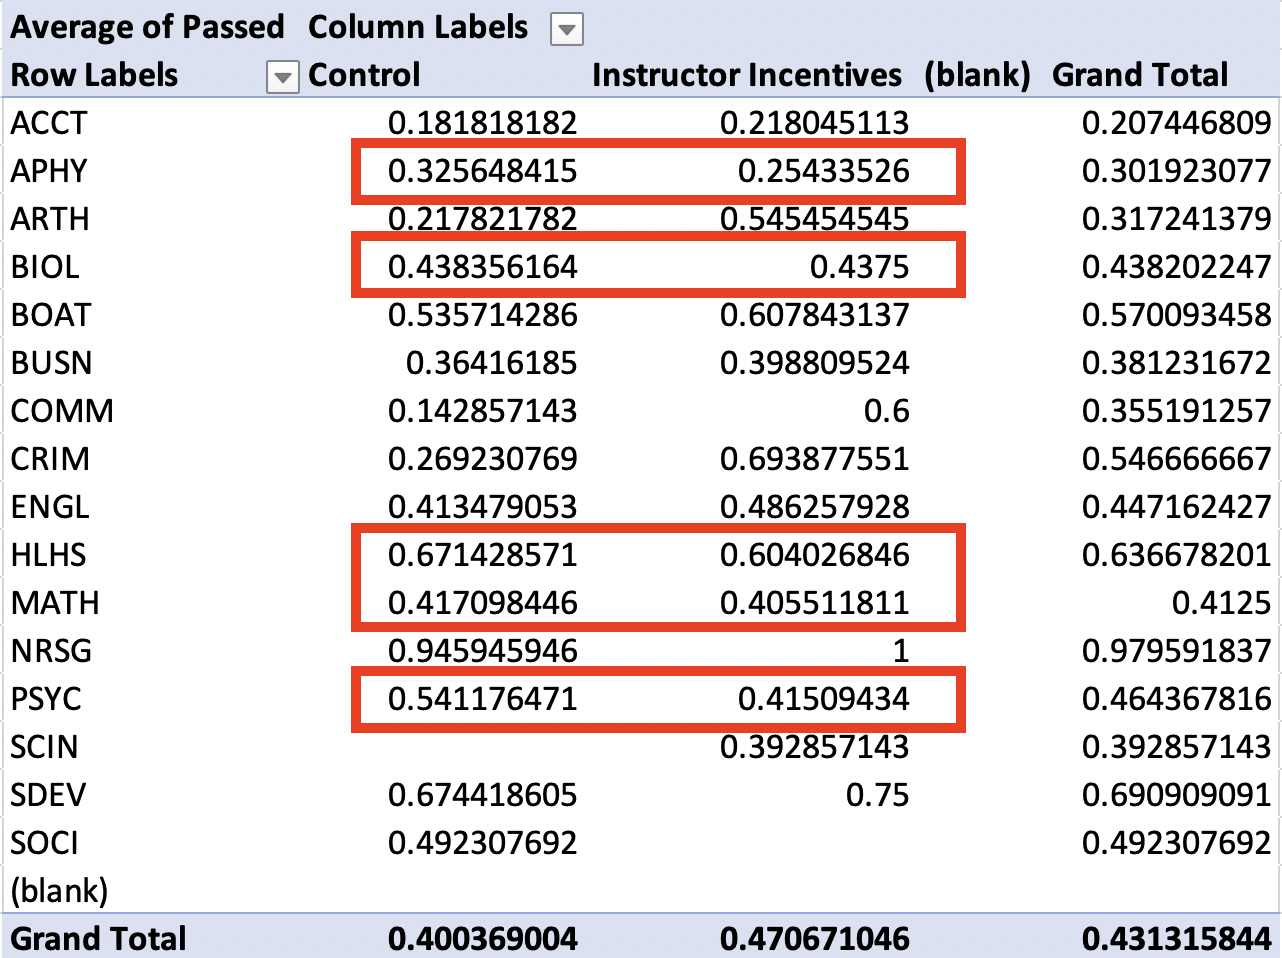 Average of Passed Column Labels
Row Labels Control Instructor Incentives (blank) Grand Total
ACCT 0.181818182 0.218045113 0.207446809
APHY 0.325648415 0.25433526 0.301923077
ARTH 0.217821782 0.545454545 0.317241379
BIOL 0.438356164 0.4375 0.438202247
BOAT 0.535714286 0.607843137 0.570093458
BUSN 0.36416185 0.398809524 0.381231672
COMM 0.142857143 0.6 0.355191257
CRIM 0.269230769 0.693877551 0.546666667
ENGL 0.413479053 0.486257928 0.447162427
HLHS 0.671428571 0.604026846 0.636678201
MATH 0.417098446 0.405511811 0.4125
NRSG 0.945945946 1 0.979591837
PSYC 0.541176471 0.41509434 0.464367816
SCIN 0.392857143 0.392857143
SDEV 0.674418605 0.75 0.690909091
SOCI 0.492307692 0.492307692
(blank)
Grand Total 0.400369004 0.470671046 0.431315844